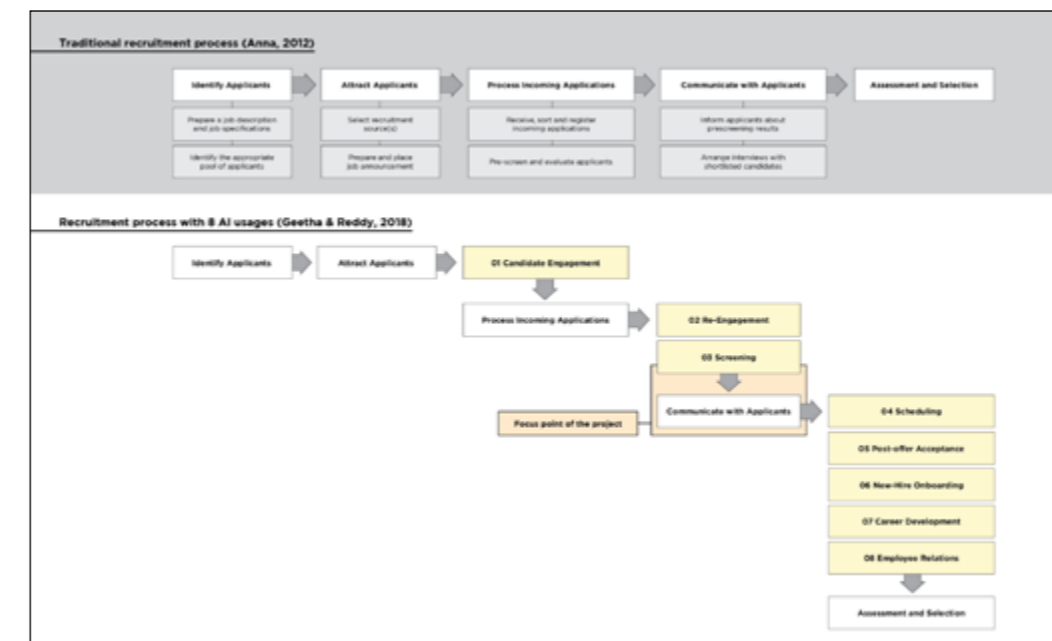 Traditional recruitment process (Anna, 2012)
Identify Applicants
Attract Applicants
Process Incoming Applications
Communicate with Applicants
Assessment and Selection
Prepare a job description
and job specifications
Select recruitment
source(s)
Receive, sort and register
incoming applications
Inform applicants about
prescreening results
Identify the appropriate
pool of applicants
Prepare and place
job announcement
Pre-screen and evaluate applicants
Arrange interviews with
shortlisted candidates
Recruitment process with 8 AI usages (Geetha & Reddy, 2018)
Identify Applicants
Attract Applicants
01 Candidate Engagement
Process Incoming Applications
02 Re-Engagement
03 Screening
Communicate with Applicants
04 Scheduling
Focus point of the project
05 Post-offer Acceptance
06 New-Hire Onboarding
07 Career Development
08 Employee Relations
Assessment and Selection